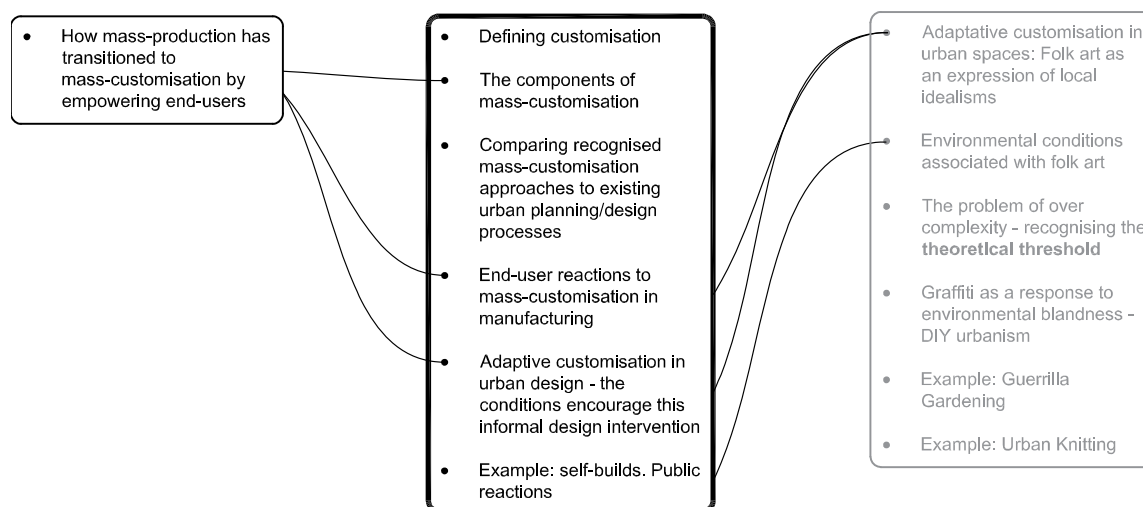 • How mass-production has
transitioned to
mass-customisation by
empowering end-users
• Defining customisation
• The components of
mass-customisation
• Comparing recognised
mass-customisation
approaches to existing
urban planning/design
processes
• End-user reactions to
mass-customisation in
manufacturing
• Adaptive customisation in
urban design - the
conditions encourage this
informal design intervention
• Example: self-builds. Public
reactions
• Adaptative customisation in
urban spaces: Folk art as
an expression of local
idealisms
• Environmental conditions
associated with folk art
• The problem of over
complexity - recognising the
theoretical threshold
• Graffiti as a response to
environmental blandness -
DIY urbanism
• Example: Guerrilla
Gardening
• Example: Urban Knitting